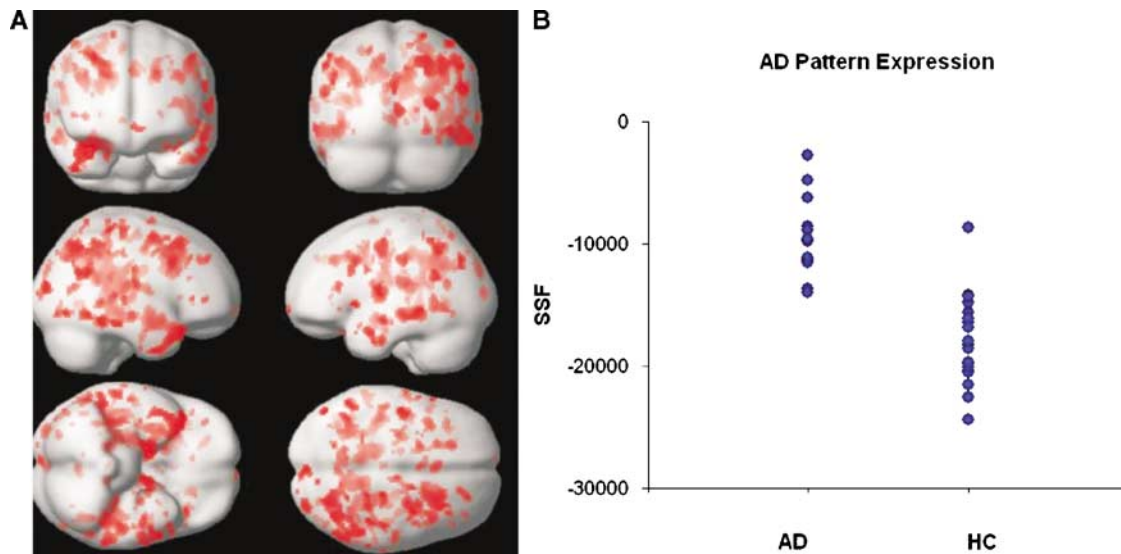 A
B
AD Pattern Expression
0
-10000
-20000
-30000
SSF
AD
HC